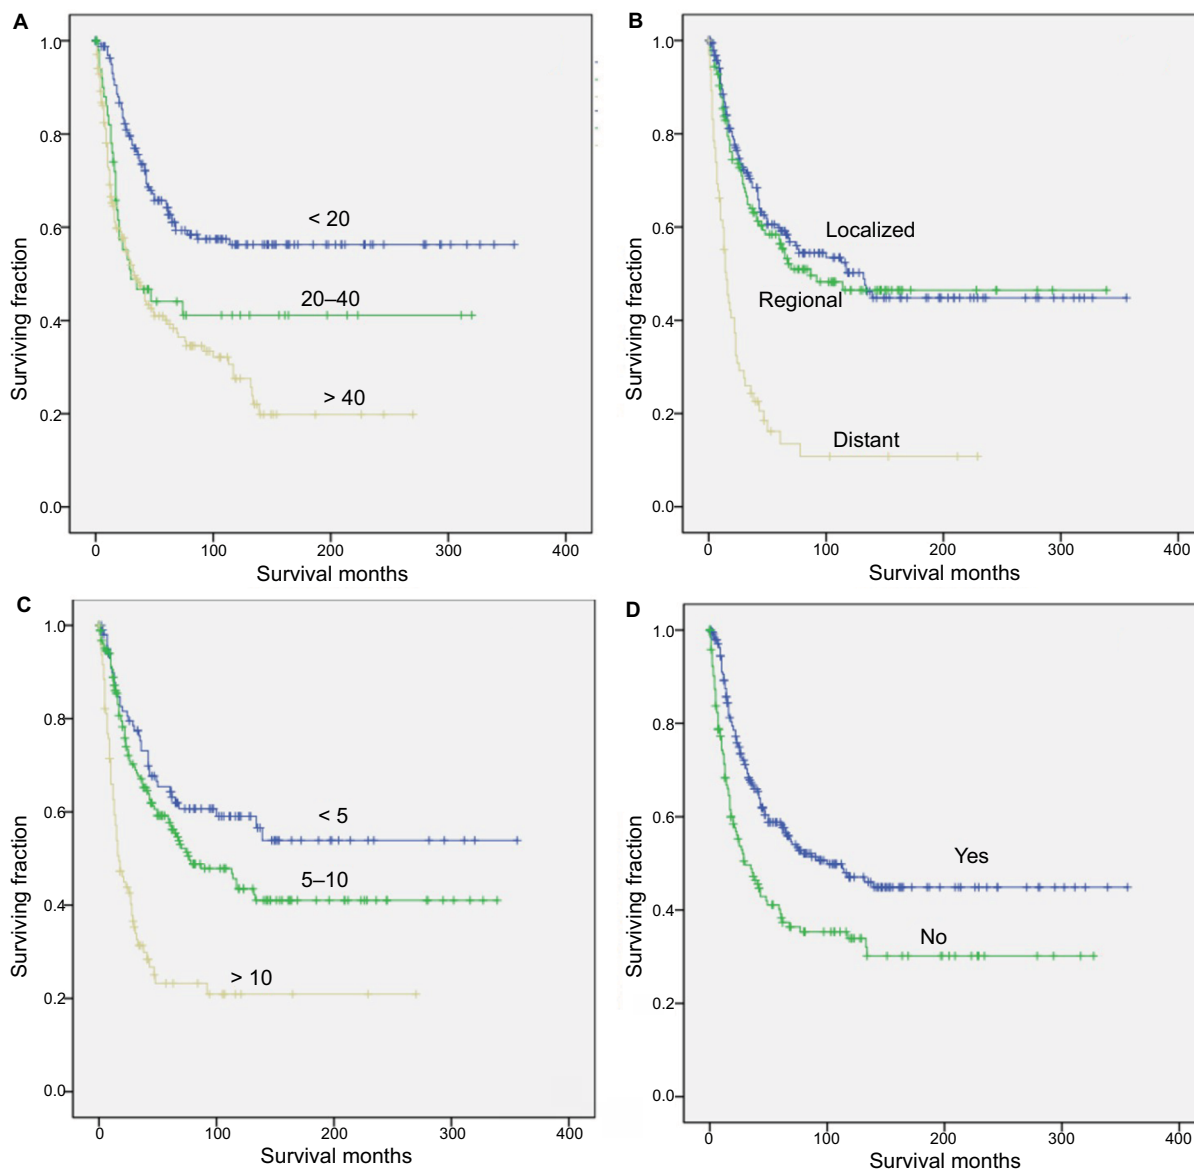 A
Surviving fraction
1.0
0.8
0.6
0.4
0.2
0.0
< 20
20–40
> 40
0 100 200 300 400
Survival months
B
Surviving fraction
1.0
0.8
0.6
0.4
0.2
0.0
Localized
Regional
Distant
0 100 200 300 400
Survival months
C
Surviving fraction
1.0
0.8
0.6
0.4
0.2
0.0
< 5
5–10
> 10
0 100 200 300 400
Survival months
D
Surviving fraction
1.0
0.8
0.6
0.4
0.2
0.0
Yes
No
0 100 200 300 400
Survival months